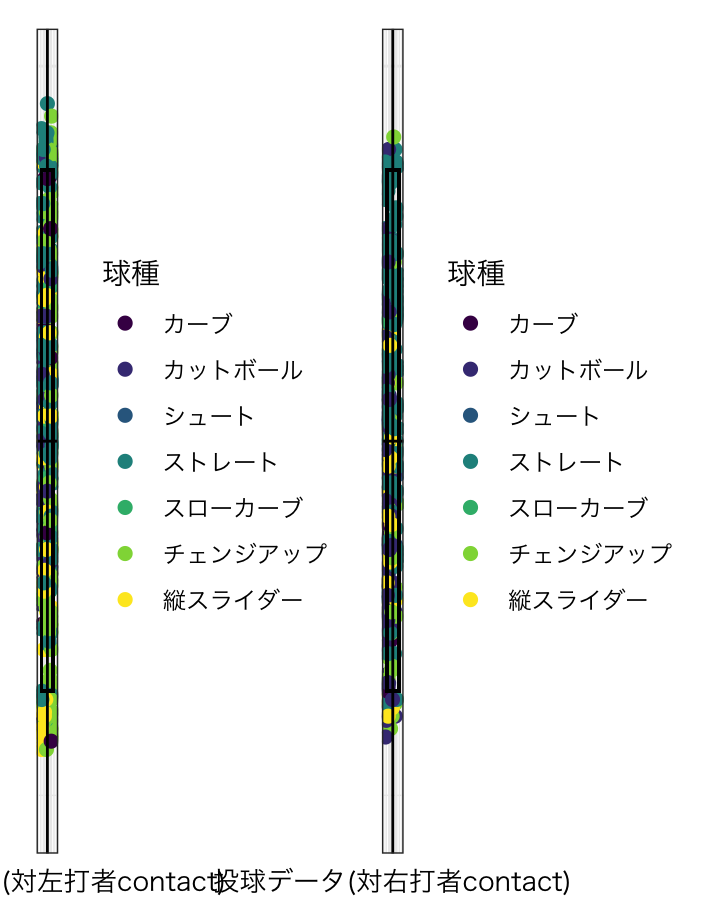 球種
カーブ
カットボール
シュート
ストレート
スローカーブ
チェンジアップ
縦スライダー
球種
カーブ
カットボール
シュート
ストレート
スローカーブ
チェンジアップ
縦スライダー
(対左打者contact)
投球データ(対右打者contact)